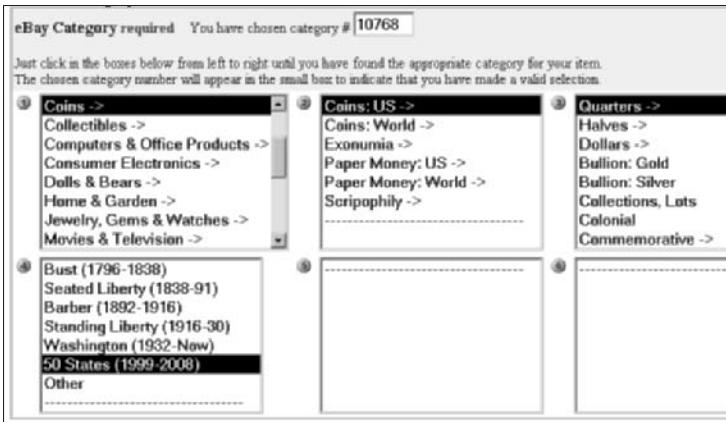 eBay Category required You have chosen category # 10768
Just click in the boxes below from left to right until you have found the appropriate category for your item.
The chosen category number will appear in the small box to indicate that you have made a valid selection.
1
Coins ->
Collectibles ->
Computers & Office Products ->
Consumer Electronics ->
Dolls & Bears ->
Home & Garden ->
Jewelry, Gems & Watches ->
Movies & Television ->
2
Coins: US ->
Coins: World ->
Exonumia ->
Paper Money: US ->
Paper Money: World ->
Scripophily ->
3
Quarters ->
Halves ->
Dollars ->
Bullion: Gold
Bullion: Silver
Collections, Lots
Colonial
Commemorative ->
4
Bust (1796-1838)
Seated Liberty (1838-91)
Barber (1892-1916)
Standing Liberty (1916-30)
Washington (1932-Now)
50 States (1999-2008)
Other
5
6